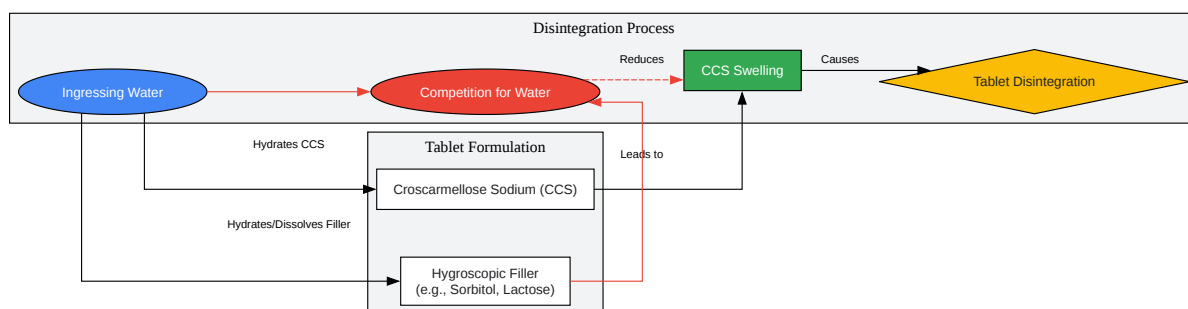 Disintegration Process
Reduces
Causes
Ingressing Water
Competition for Water
CCS Swelling
Tablet Disintegration
Hydrates CCS
Tablet Formulation
Leads to
Croscarmellose Sodium (CCS)
Hydrates/Dissolves Filler
Hygroscopic Filler
(e.g., Sorbitol, Lactose)